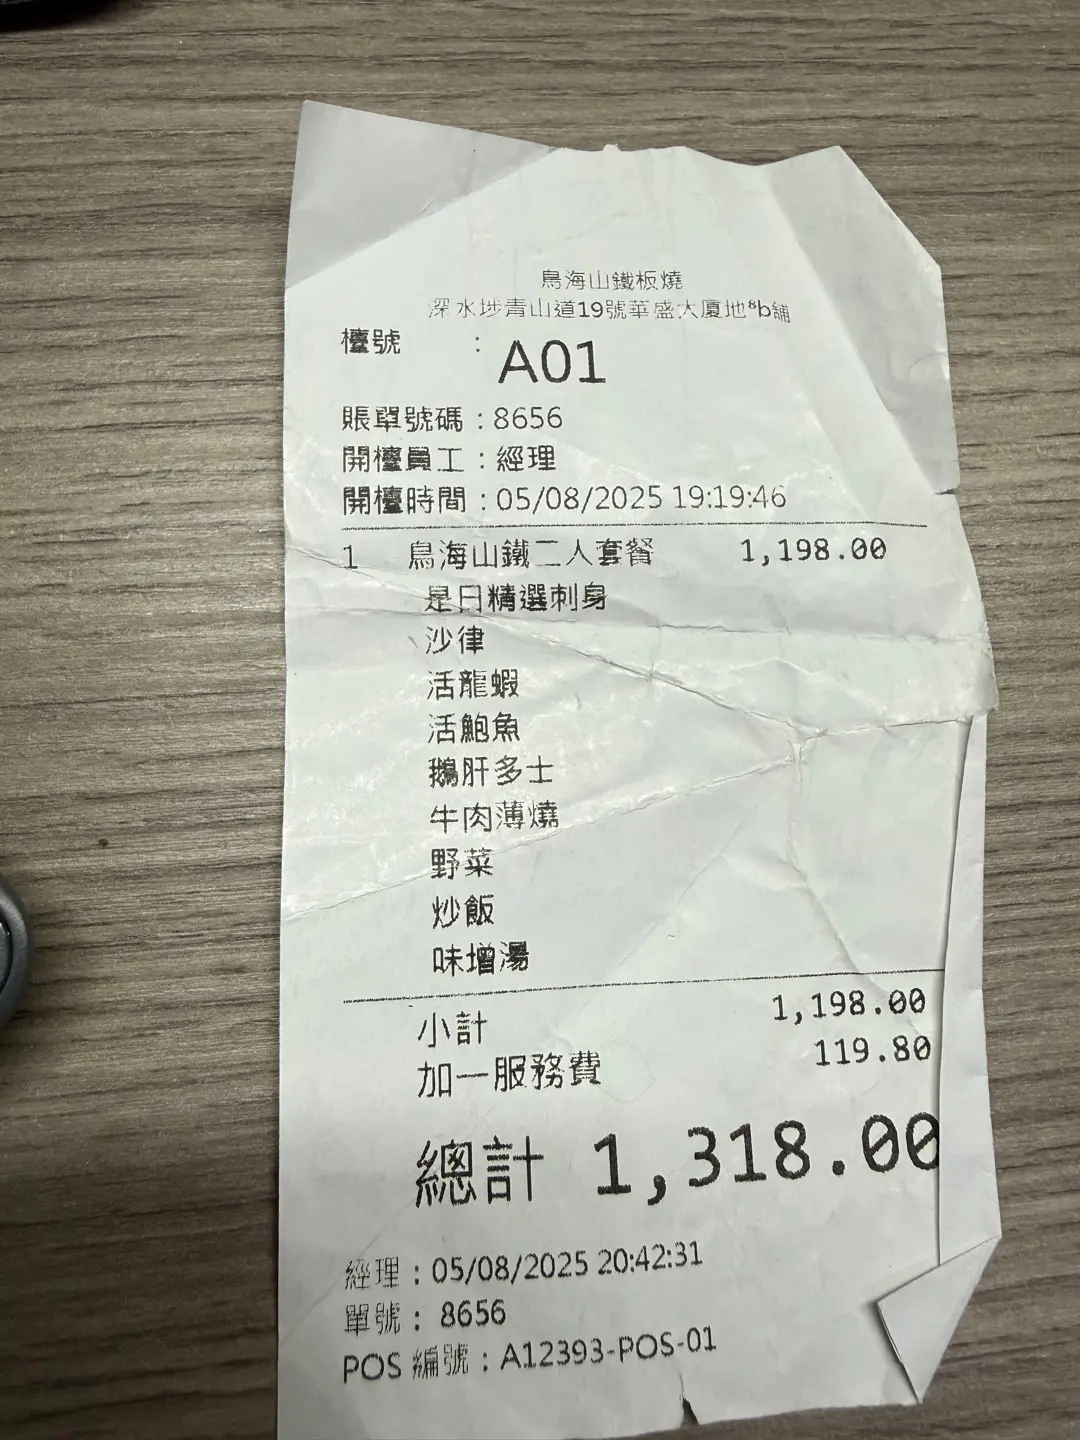 鳥海山鐵板燒
深水埗青山道19號華盛大廈地8b鋪
檯號 : A01
賬單號碼 : 8656
開檯員工 : 經理
開檯時間 : 05/08/2025 19:19:46
1 鳥海山鐵二人套餐 1,198.00
是日精選刺身
沙律
活龍蝦
活鮑魚
鵝肝多士
牛肉薄燒
野菜
炒飯
味增湯
小計 1,198.00
加一服務費 119.80
總計 1,318.00
經理 : 05/08/2025 20:42:31
單號 : 8656
POS 編號 : A12393-POS-01